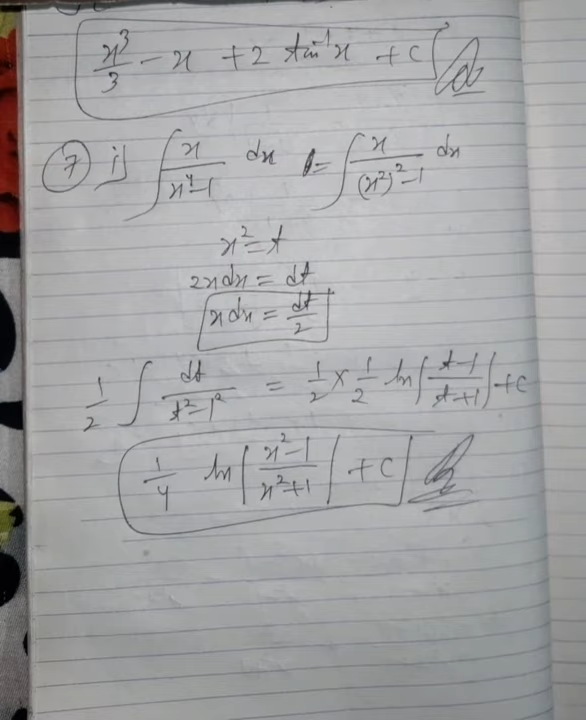 x³/3 - x + 2 tan⁻¹x + C
7 i) ∫ x/(x⁴-1) dx = ∫ x/((x²)²-1) dx
x² = t
2x dx = dt
x dx = dt/2
1/2 ∫ dt/(t²-1²) = 1/2 × 1/2 ln|(t-1)/(t+1)| + C
1/4 ln|(x²-1)/(x²+1)| + C